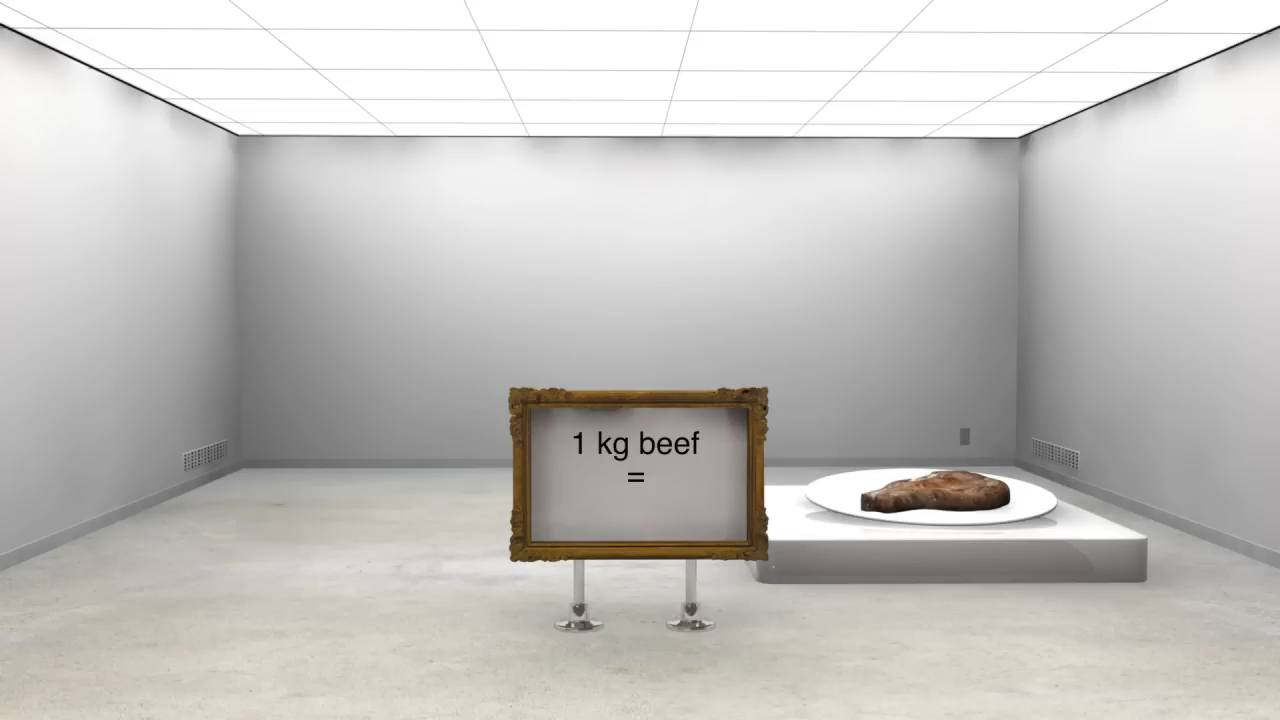 1 kg beef
=